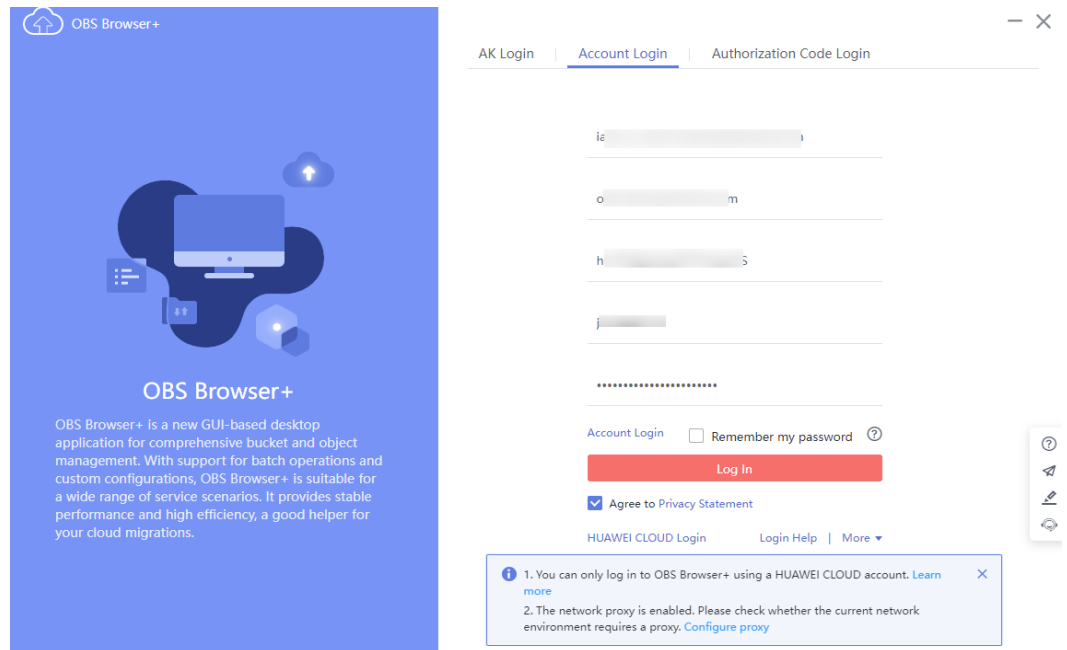 OBS Browser+
AK Login
Account Login
Authorization Code Login
OBS Browser+
OBS Browser+ is a new GUI-based desktop
application for comprehensive bucket and object
management. With support for batch operations and
custom configurations, OBS Browser+ is suitable for
a wide range of service scenarios. It provides stable
performance and high efficiency, a good helper for
your cloud migrations.
Account Login
Remember my password
Log In
Agree to Privacy Statement
HUAWEI CLOUD Login
Login Help | More
1. You can only log in to OBS Browser+ using a HUAWEI CLOUD account. Learn
more
2. The network proxy is enabled. Please check whether the current network
environment requires a proxy. Configure proxy